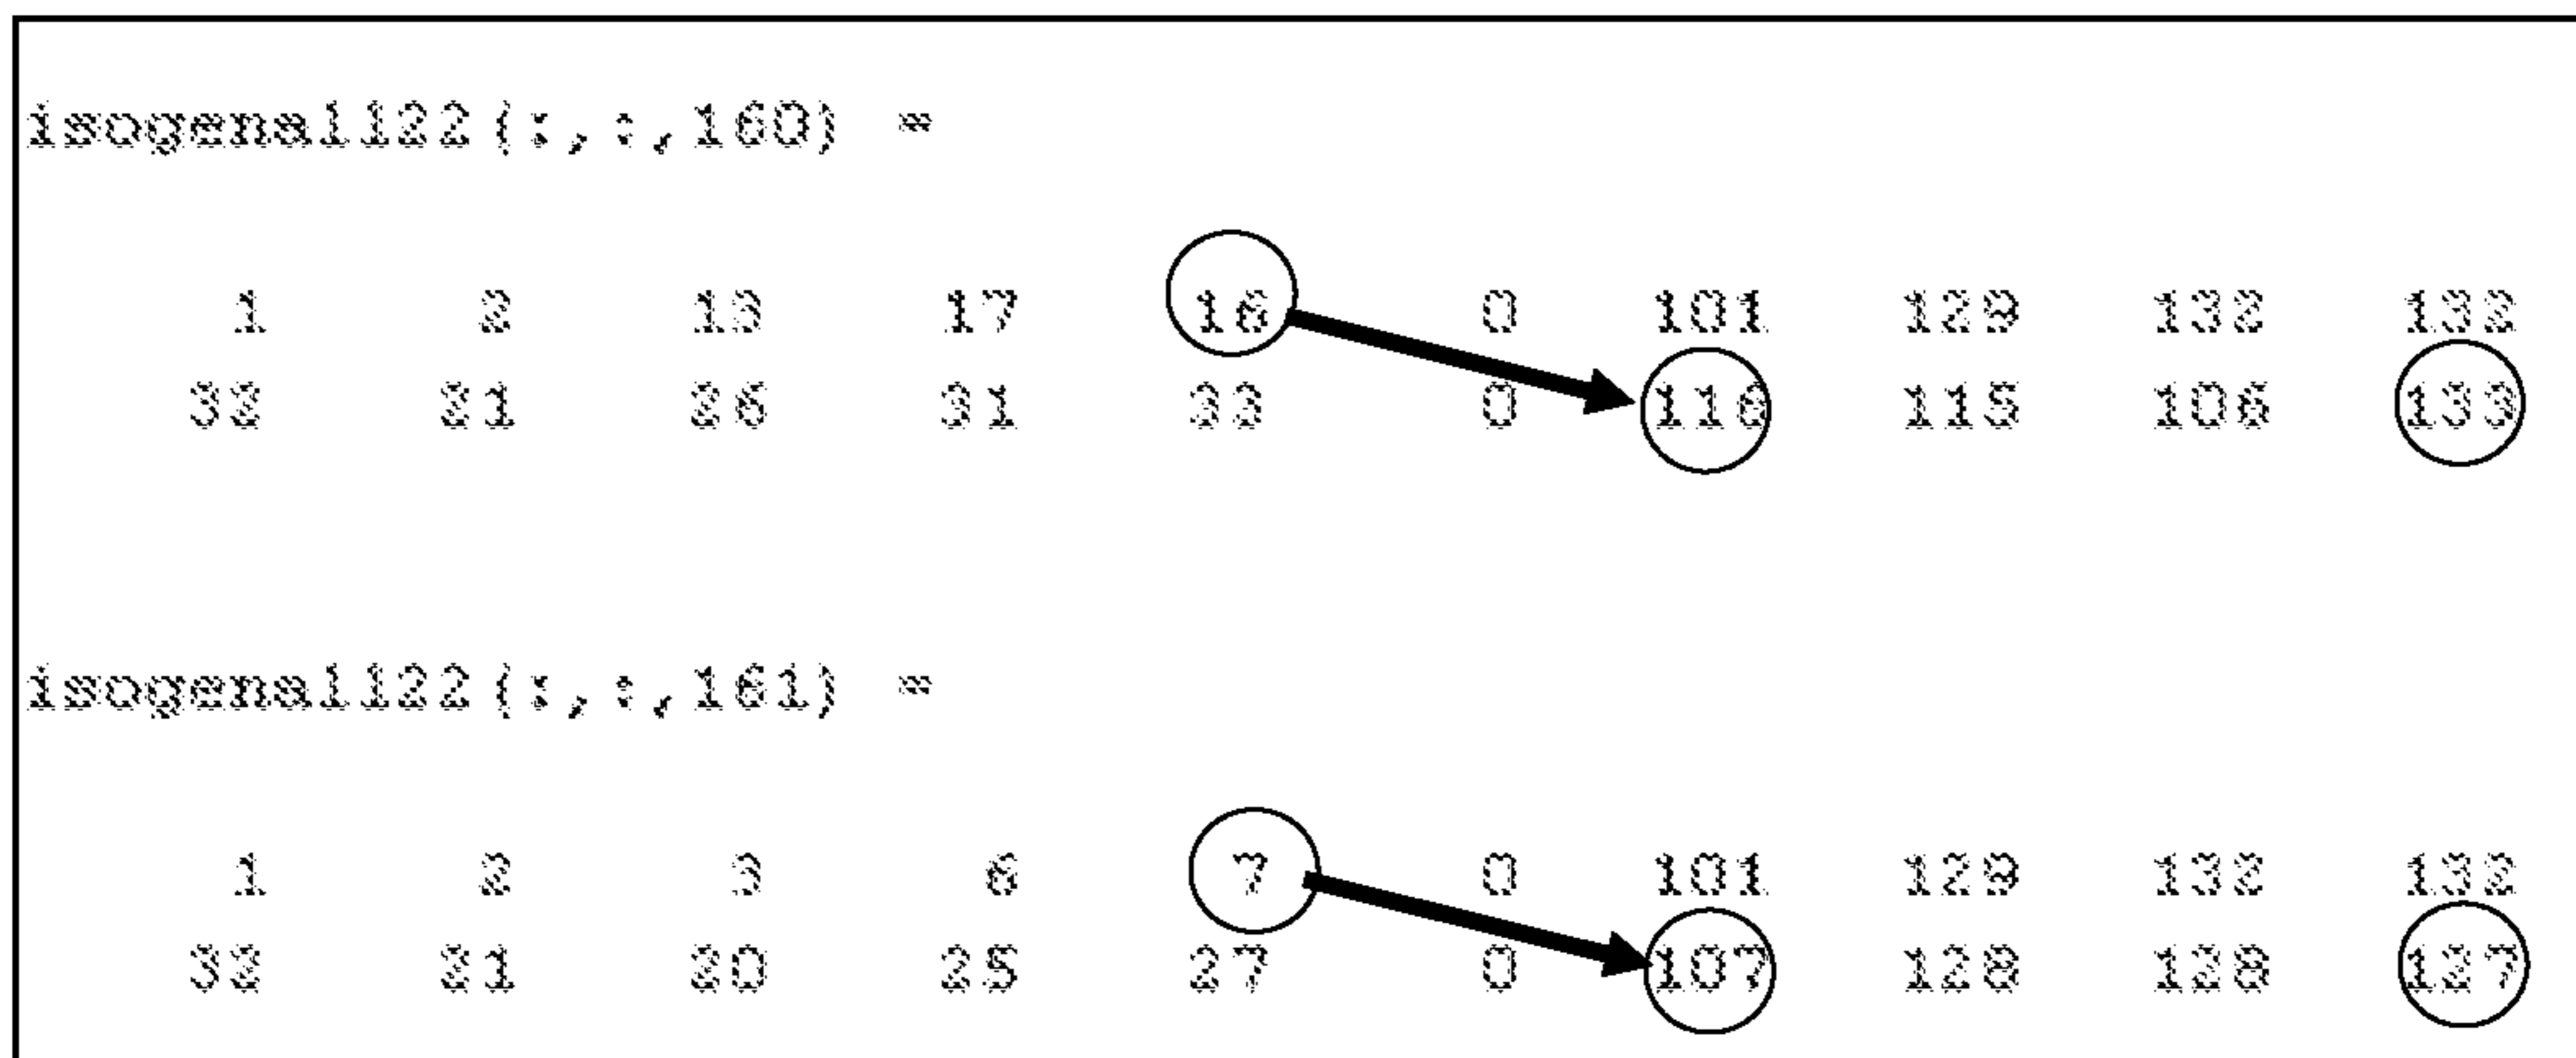 isogenall22(:,:,160) =
1 2 13 17 16 0 101 129 132 132
32 21 26 31 33 0 116 115 106 133
isogenall22(:,:,161) =
1 2 3 6 7 0 101 129 132 132
32 21 20 25 27 0 107 128 128 127